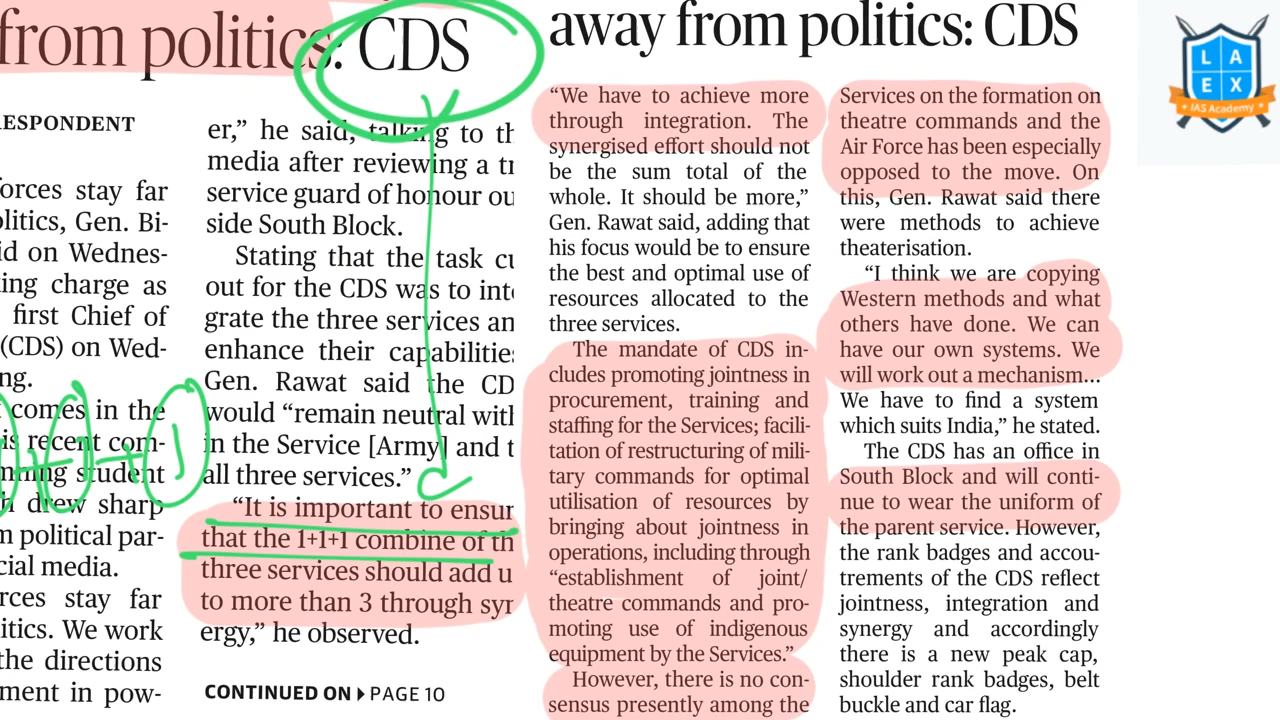 from politics: CDS
RESPONDENT
forces stay far
olitics, Gen. Bi-
id on Wednes-
ing charge as
first Chief of
(CDS) on Wed-
ng.
comes in the
is recent com-
ming student
h drew sharp
m political par-
cial media.
rces stay far
itics. We work
the directions
ment in pow-
er,” he said, talking to th
media after reviewing a tr
service guard of honour ou
side South Block.
Stating that the task cu
out for the CDS was to inte
grate the three services an
enhance their capabilities
Gen. Rawat said the CD
would “remain neutral with
in the Service [Army] and t
all three services.”
“It is important to ensur
that the 1+1+1 combine of th
three services should add u
to more than 3 through syn
ergy,” he observed.
CONTINUED ON PAGE 10
away from politics: CDS
“We have to achieve more
through integration. The
synergised effort should not
be the sum total of the
whole. It should be more,”
Gen. Rawat said, adding that
his focus would be to ensure
the best and optimal use of
resources allocated to the
three services.
The mandate of CDS in-
cludes promoting jointness in
procurement, training and
staffing for the Services; facili-
tation of restructuring of mili-
tary commands for optimal
utilisation of resources by
bringing about jointness in
operations, including through
“establishment of joint/
theatre commands and pro-
moting use of indigenous
equipment by the Services.”
However, there is no con-
sensus presently among the
Services on the formation on
theatre commands and the
Air Force has been especially
opposed to the move. On
this, Gen. Rawat said there
were methods to achieve
theaterisation.
“I think we are copying
Western methods and what
others have done. We can
have our own systems. We
will work out a mechanism...
We have to find a system
which suits India,” he stated.
The CDS has an office in
South Block and will conti-
nue to wear the uniform of
the parent service. However,
the rank badges and accou-
trements of the CDS reflect
jointness, integration and
synergy and accordingly
there is a new peak cap,
shoulder rank badges, belt
buckle and car flag.
L A
E X
IAS Academy